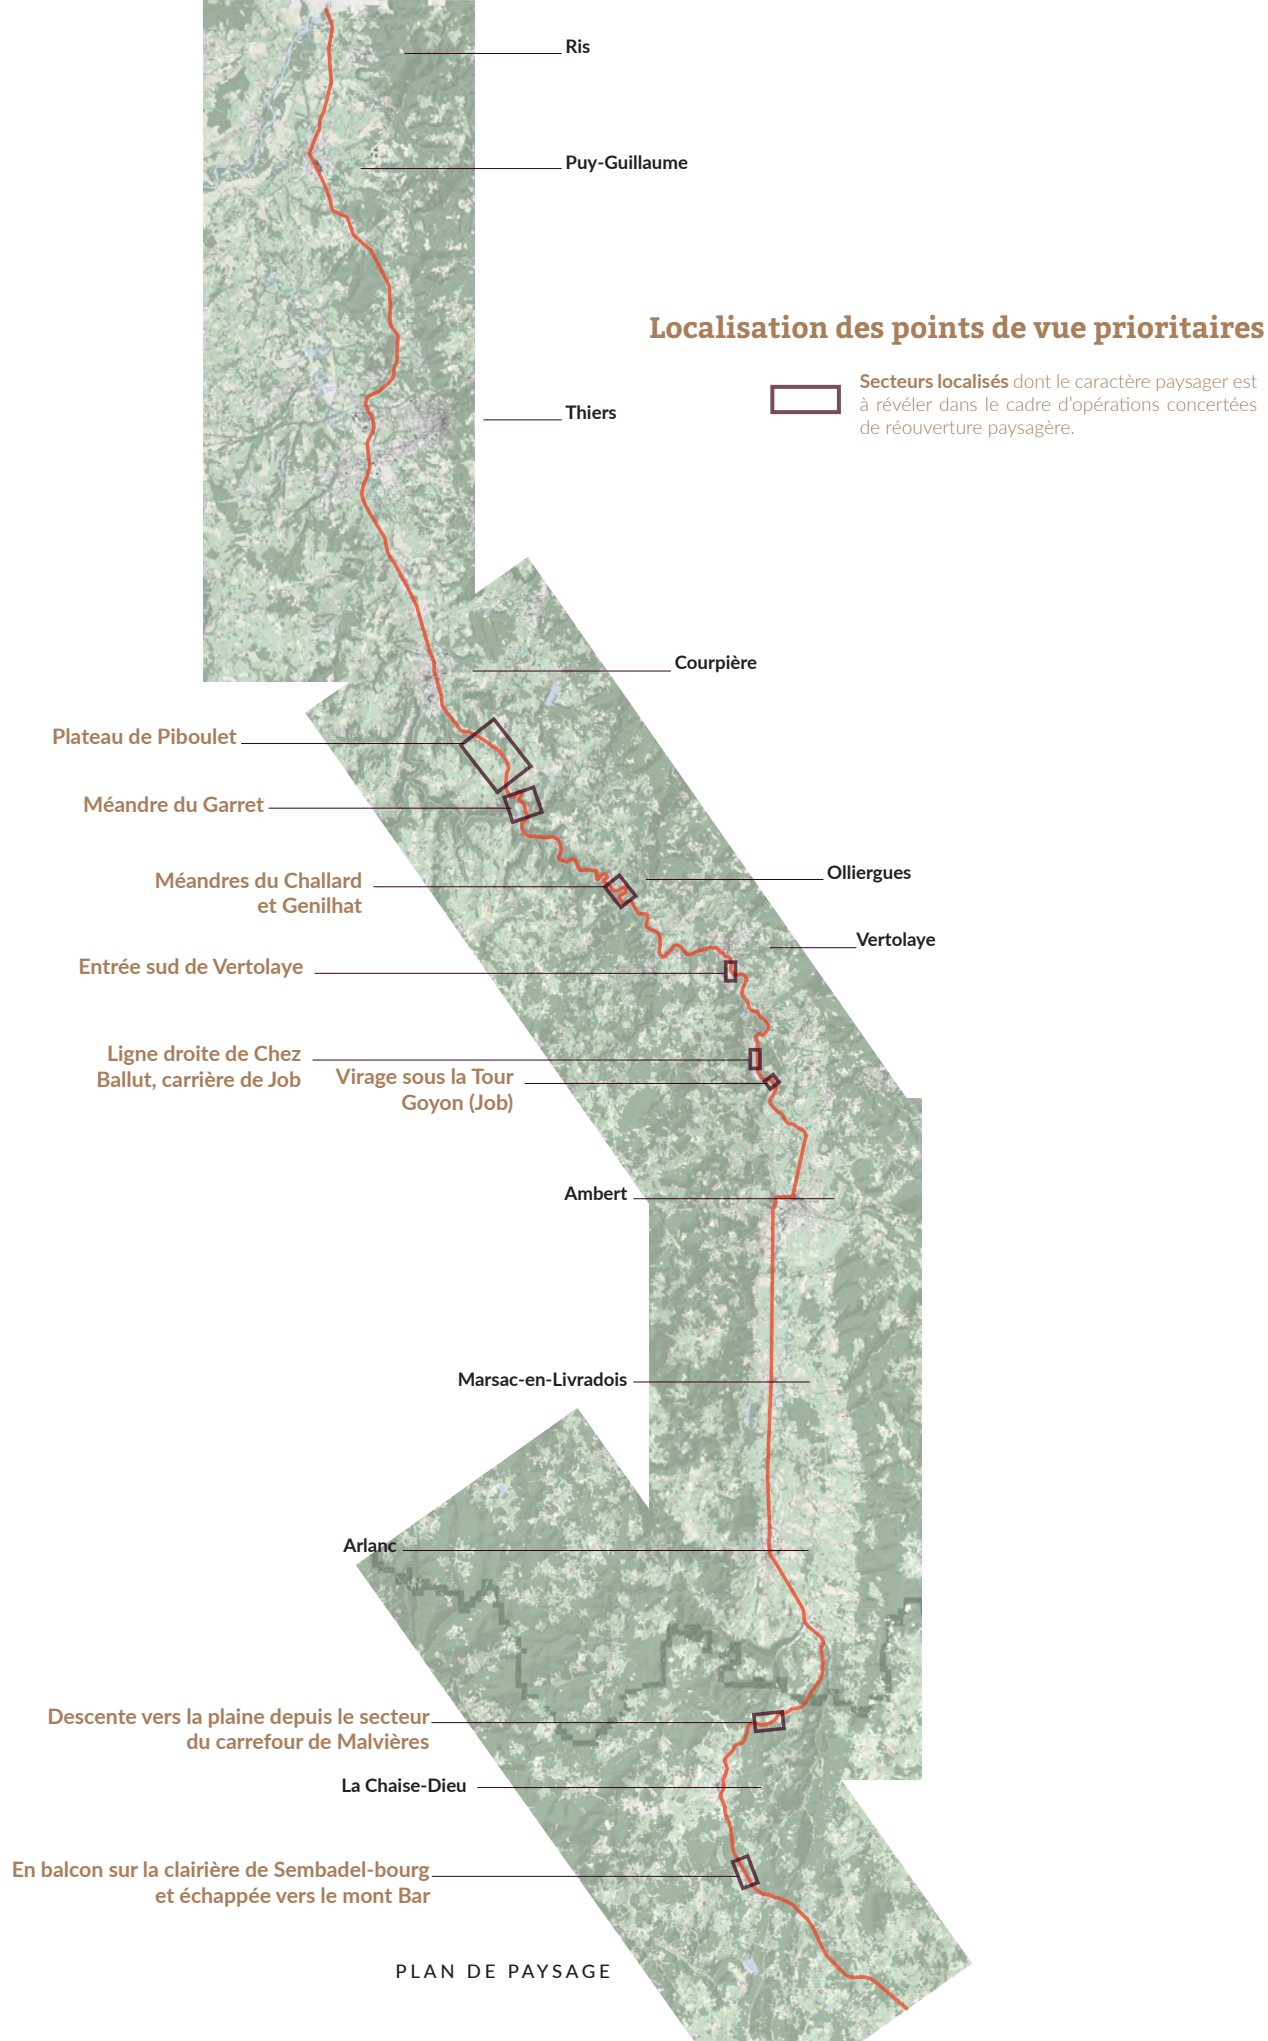 Ris
Puy-Guillaume
Localisation des points de vue prioritaires
Secteurs localisés dont le caractère paysager est
à révéler dans le cadre d'opérations concertées
de réouverture paysagère.
Thiers
Courpière
Plateau de Piboulet
Méandre du Garret
Méandres du Challard
et Genilhat
Olliergues
Vertolaye
Entrée sud de Vertolaye
Ligne droite de Chez
Ballut, carrière de Job
Virage sous la Tour
Goyon (Job)
Ambert
Marsac-en-Livradois
Arlanc
Descente vers la plaine depuis le secteur
du carrefour de Malvières
La Chaise-Dieu
En balcon sur la clairière de Sembadel-bourg
et échappée vers le mont Bar
PLAN DE PAYSAGE